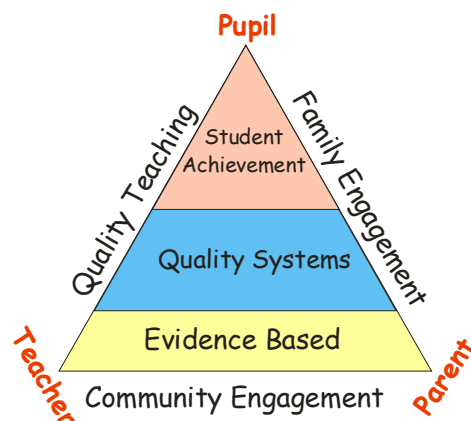 Pupil
Quality Teaching
Family Engagement
Student
Achievement
Quality Systems
Evidence Based
Teacher
Parent
Community Engagement